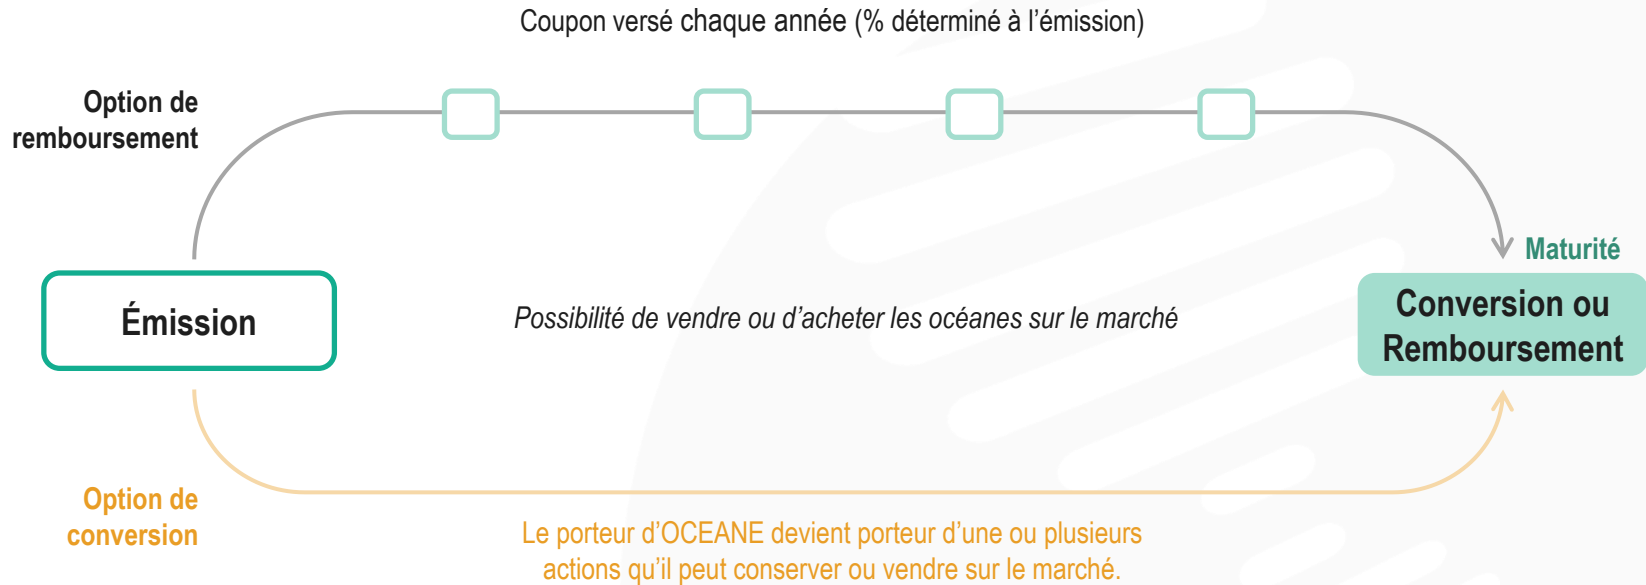 Coupon versé chaque année (% déterminé à l’émission)
Option de
remboursement
Maturité
Émission
Possibilité de vendre ou d’acheter les océanes sur le marché
Conversion ou
Remboursement
Option de
conversion
Le porteur d’OCEANE devient porteur d’une ou plusieurs
actions qu’il peut conserver ou vendre sur le marché.